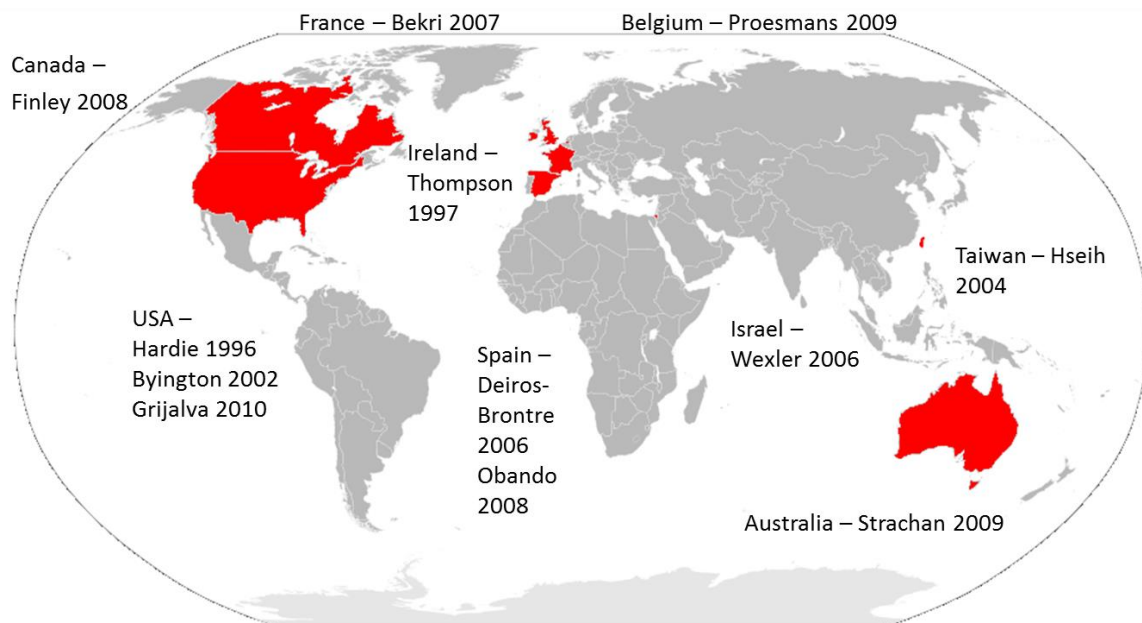 France – Bekri 2007
Belgium – Proesmans 2009
Canada –
Finley 2008
Ireland –
Thompson
1997
Taiwan – Hseih
2004
USA –
Hardie 1996
Byington 2002
Grijalva 2010
Spain –
Deiros-
Brontre
2006
Obando
2008
Israel –
Wexler 2006
Australia – Strachan 2009